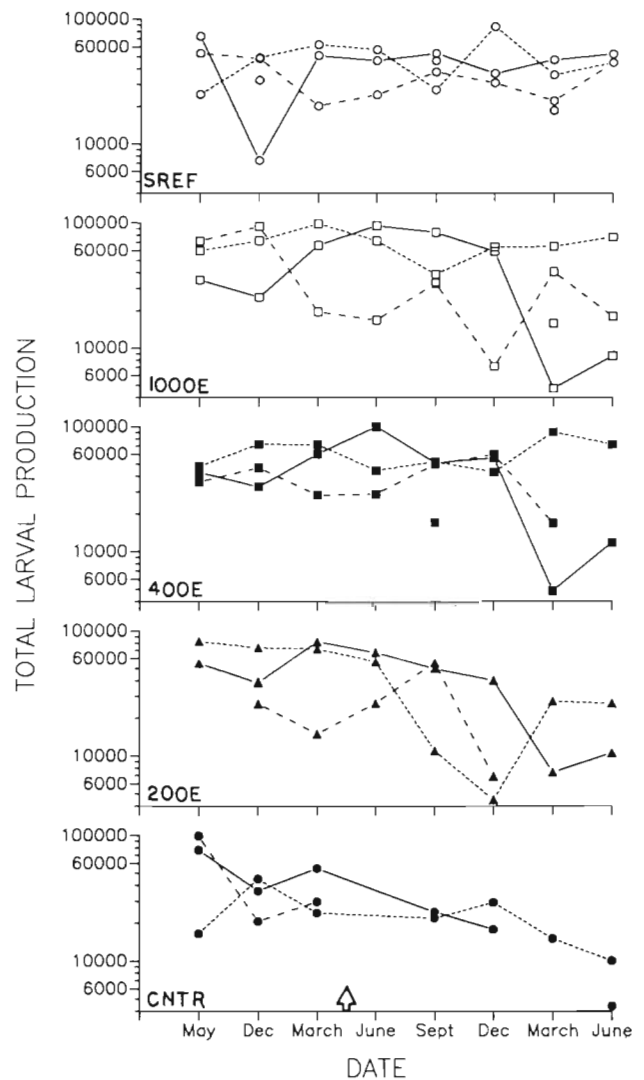 TOTAL LARVAL PRODUCTION
100000
60000
10000
6000
SREF
100000
60000
10000
6000
1000E
100000
60000
10000
6000
400E
100000
60000
10000
6000
200E
100000
60000
10000
6000
CNTR
May Dec March June Sept Dec March June
DATE